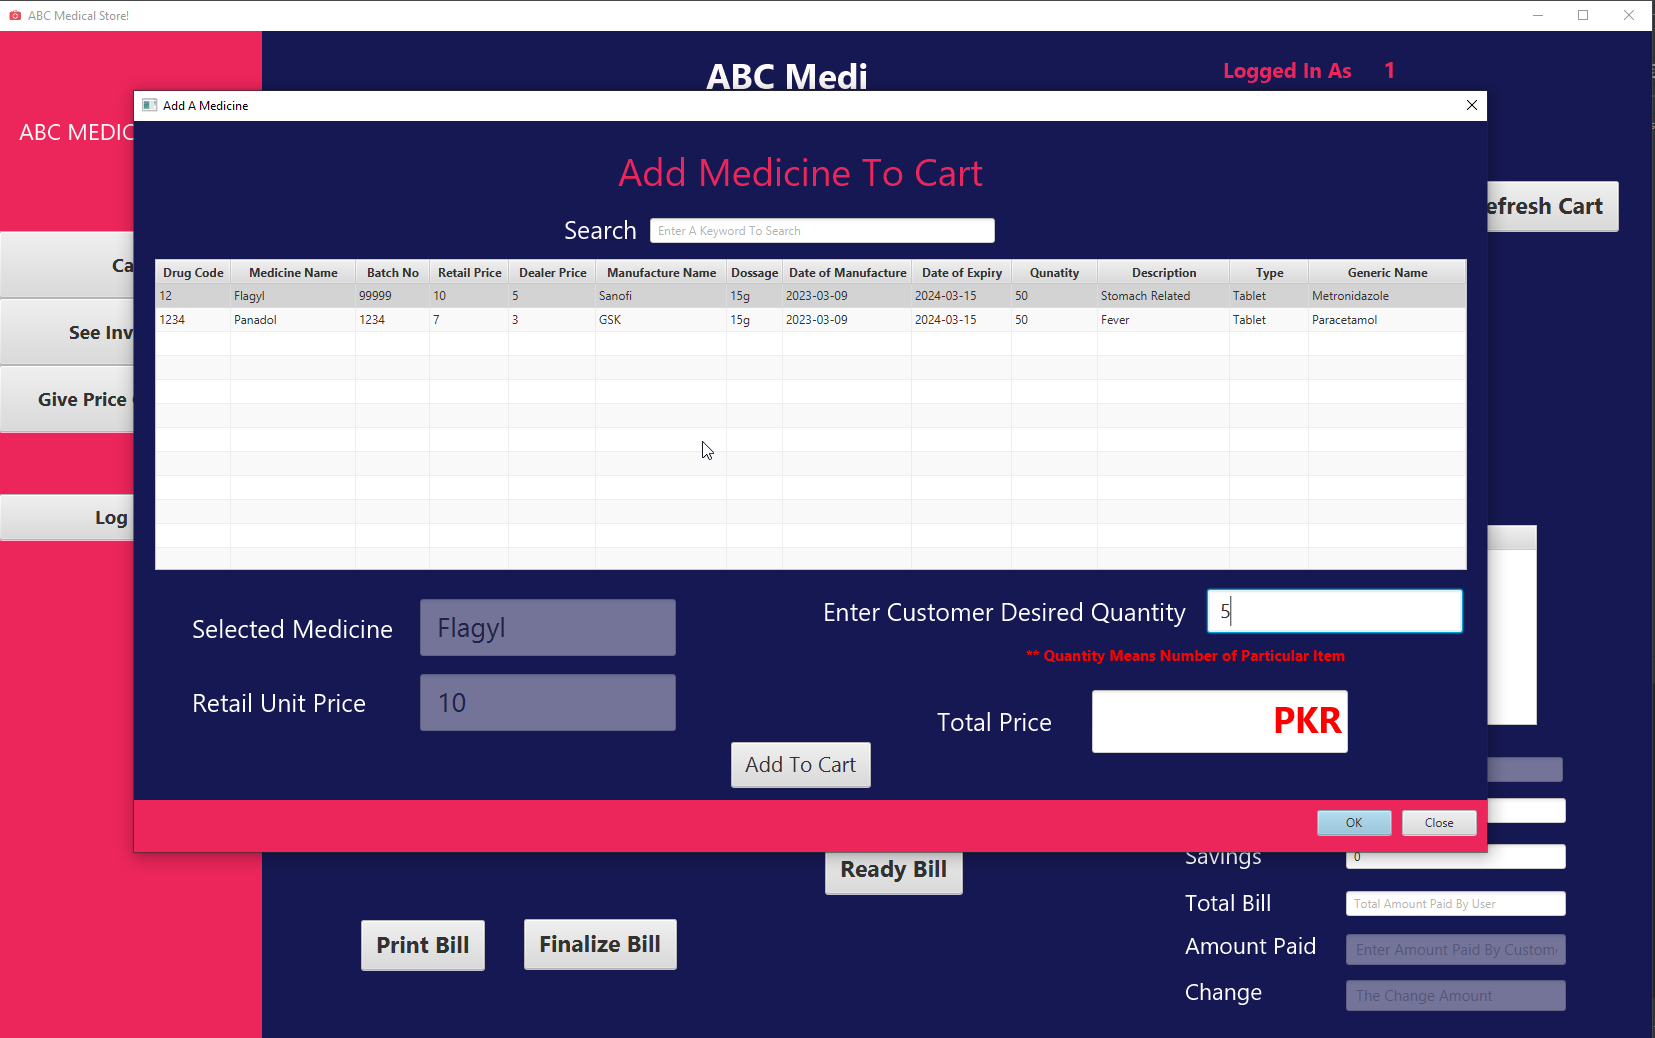 ABC Medical Store!
ABC Medi
Logged In As 1
ABC MEDIC
Add A Medicine
Add Medicine To Cart
efresh Cart
Search Enter A Keyword To Search
Ca
See Inv
Give Price
Log
Drug Code Medicine Name Batch No Retail Price Dealer Price Manufacture Name Dossage Date of Manufacture Date of Expiry Qunatity Description Type Generic Name
12 Flagyl 99999 10 5 Sanofi 15g 2023-03-09 2024-03-15 50 Stomach Related Tablet Metronidazole
1234 Panadol 1234 7 3 GSK 15g 2023-03-09 2024-03-15 50 Fever Tablet Paracetamol
Selected Medicine Flagyl
Enter Customer Desired Quantity 5
** Quantity Means Number of Particular Item
Retail Unit Price 10
Total Price PKR
Add To Cart
OK Close
Ready Bill
Savings 0
Total Bill Total Amount Paid By User
Print Bill Finalize Bill
Amount Paid Enter Amount Paid By Custom
Change The Change Amount